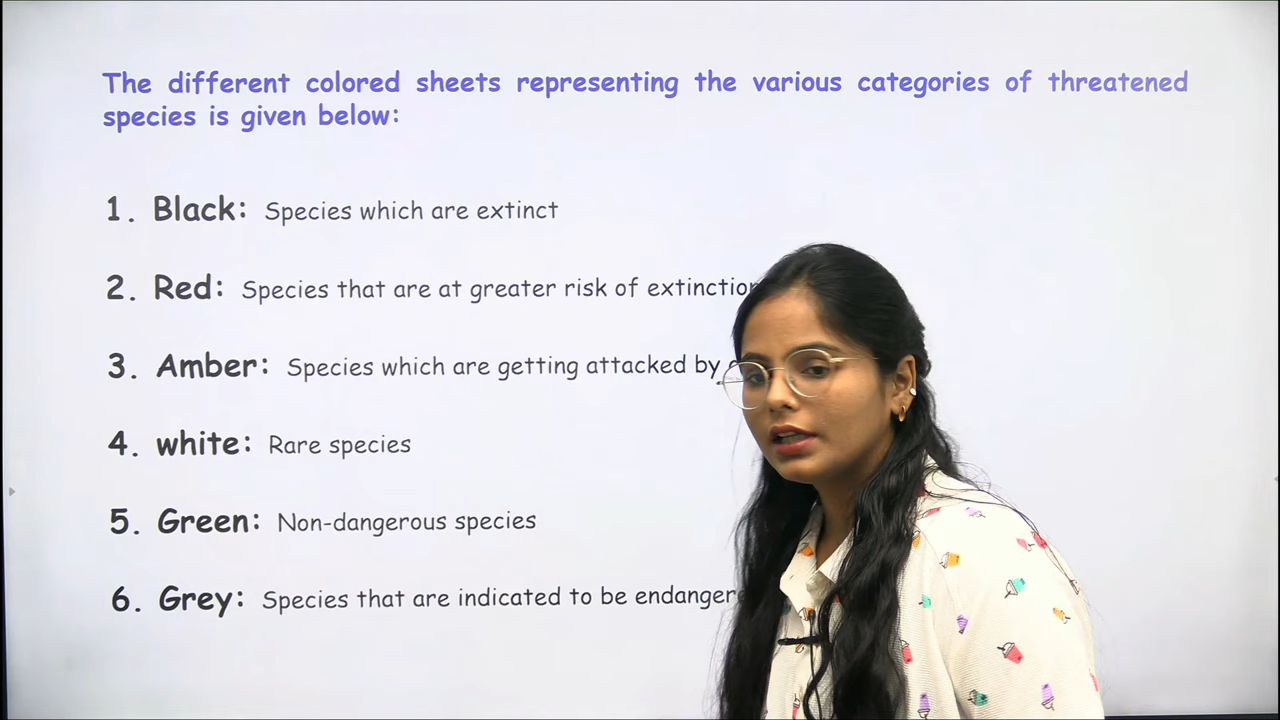 The different colored sheets representing the various categories of threatened
species is given below:
1. Black: Species which are extinct
2. Red: Species that are at greater risk of extinction
3. Amber: Species which are getting attacked by
4. white: Rare species
5. Green: Non-dangerous species
6. Grey: Species that are indicated to be